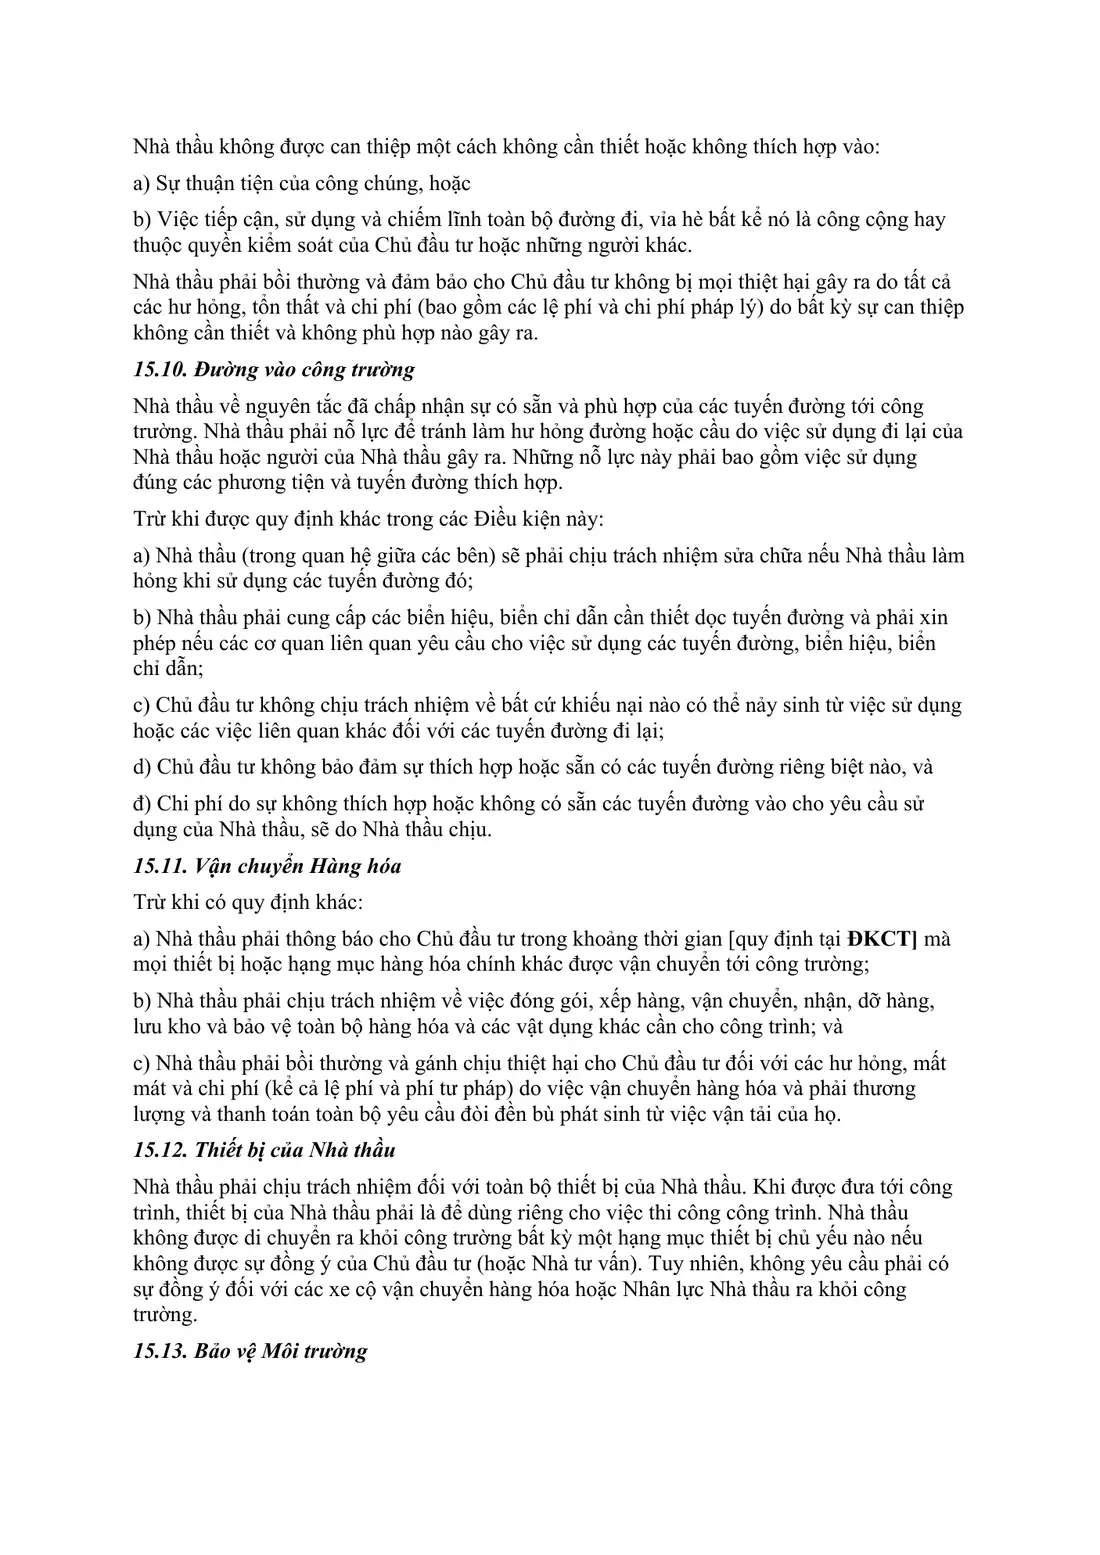 Nhà thầu không được can thiệp một cách không cần thiết hoặc không thích hợp vào:
a) Sự thuận tiện của công chúng, hoặc
b) Việc tiếp cận, sử dụng và chiếm lĩnh toàn bộ đường đi, vỉa hè bất kể nó là công cộng hay
thuộc quyền kiểm soát của Chủ đầu tư hoặc những người khác.
Nhà thầu phải bồi thường và đảm bảo cho Chủ đầu tư không bị mọi thiệt hại gây ra do tất cả
các hư hỏng, tổn thất và chi phí (bao gồm các lệ phí và chi phí pháp lý) do bất kỳ sự can thiệp
không cần thiết và không phù hợp nào gây ra.
15.10. Đường vào công trường
Nhà thầu về nguyên tắc đã chấp nhận sự có sẵn và phù hợp của các tuyến đường tới công
trường. Nhà thầu phải nỗ lực để tránh làm hư hỏng đường hoặc cầu do việc sử dụng đi lại của
Nhà thầu hoặc người của Nhà thầu gây ra. Những nỗ lực này phải bao gồm việc sử dụng
đúng các phương tiện và tuyến đường thích hợp.
Trừ khi được quy định khác trong các Điều kiện này:
a) Nhà thầu (trong quan hệ giữa các bên) sẽ phải chịu trách nhiệm sửa chữa nếu Nhà thầu làm
hỏng khi sử dụng các tuyến đường đó;
b) Nhà thầu phải cung cấp các biển hiệu, biển chỉ dẫn cần thiết dọc tuyến đường và phải xin
phép nếu các cơ quan liên quan yêu cầu cho việc sử dụng các tuyến đường, biển hiệu, biển
chỉ dẫn;
c) Chủ đầu tư không chịu trách nhiệm về bất cứ khiếu nại nào có thể nảy sinh từ việc sử dụng
hoặc các việc liên quan khác đối với các tuyến đường đi lại;
d) Chủ đầu tư không bảo đảm sự thích hợp hoặc sẵn có các tuyến đường riêng biệt nào, và
đ) Chi phí do sự không thích hợp hoặc không có sẵn các tuyến đường vào cho yêu cầu sử
dụng của Nhà thầu, sẽ do Nhà thầu chịu.
15.11. Vận chuyển Hàng hóa
Trừ khi có quy định khác:
a) Nhà thầu phải thông báo cho Chủ đầu tư trong khoảng thời gian [quy định tại ĐKCT] mà
mọi thiết bị hoặc hạng mục hàng hóa chính khác được vận chuyển tới công trường;
b) Nhà thầu phải chịu trách nhiệm về việc đóng gói, xếp hàng, vận chuyển, nhận, dỡ hàng,
lưu kho và bảo vệ toàn bộ hàng hóa và các vật dụng khác cần cho công trình; và
c) Nhà thầu phải bồi thường và gánh chịu thiệt hại cho Chủ đầu tư đối với các hư hỏng, mất
mát và chi phí (kể cả lệ phí và phí tư pháp) do việc vận chuyển hàng hóa và phải thương
lượng và thanh toán toàn bộ yêu cầu đòi đền bù phát sinh từ việc vận tải của họ.
15.12. Thiết bị của Nhà thầu
Nhà thầu phải chịu trách nhiệm đối với toàn bộ thiết bị của Nhà thầu. Khi được đưa tới công
trình, thiết bị của Nhà thầu phải là để dùng riêng cho việc thi công công trình. Nhà thầu
không được di chuyển ra khỏi công trường bất kỳ một hạng mục thiết bị chủ yếu nào nếu
không được sự đồng ý của Chủ đầu tư (hoặc Nhà tư vấn). Tuy nhiên, không yêu cầu phải có
sự đồng ý đối với các xe cộ vận chuyển hàng hóa hoặc Nhân lực Nhà thầu ra khỏi công
trường.
15.13. Bảo vệ Môi trường